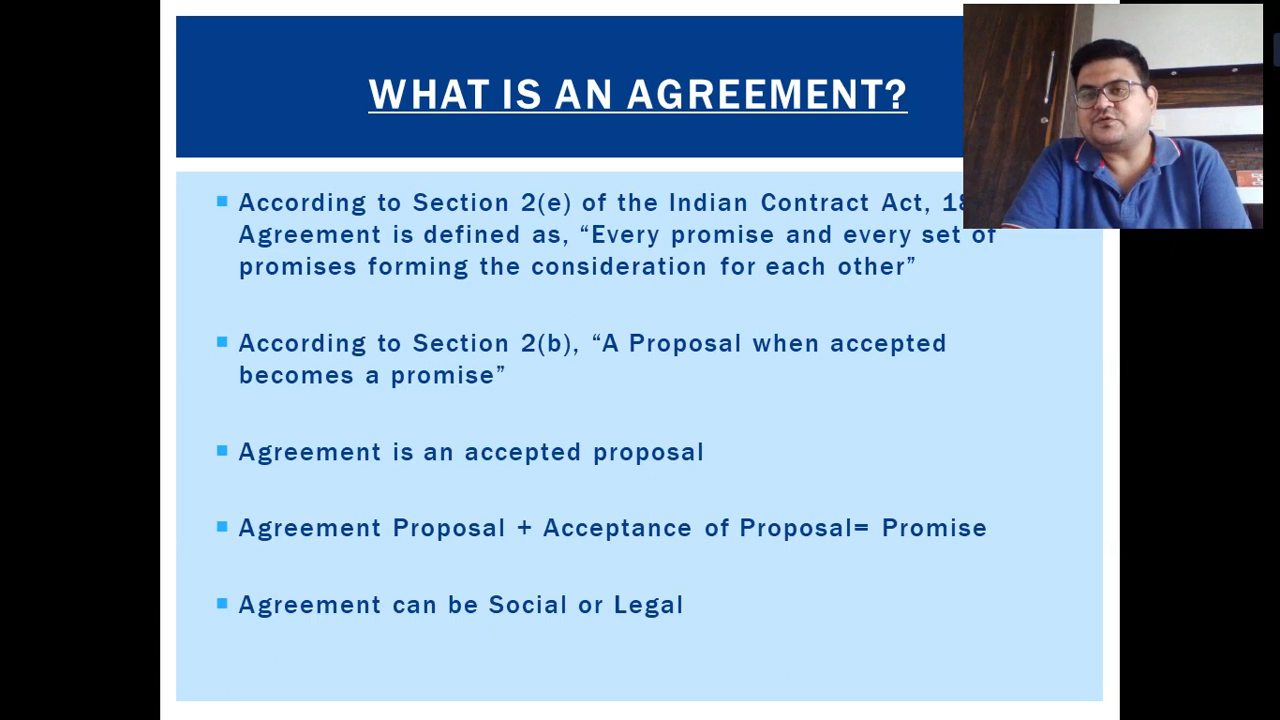 WHAT IS AN AGREEMENT?
According to Section 2(e) of the Indian Contract Act,
Agreement is defined as, “Every promise and every set of
promises forming the consideration for each other”
According to Section 2(b), “A Proposal when accepted
becomes a promise”
Agreement is an accepted proposal
Agreement Proposal + Acceptance of Proposal= Promise
Agreement can be Social or Legal